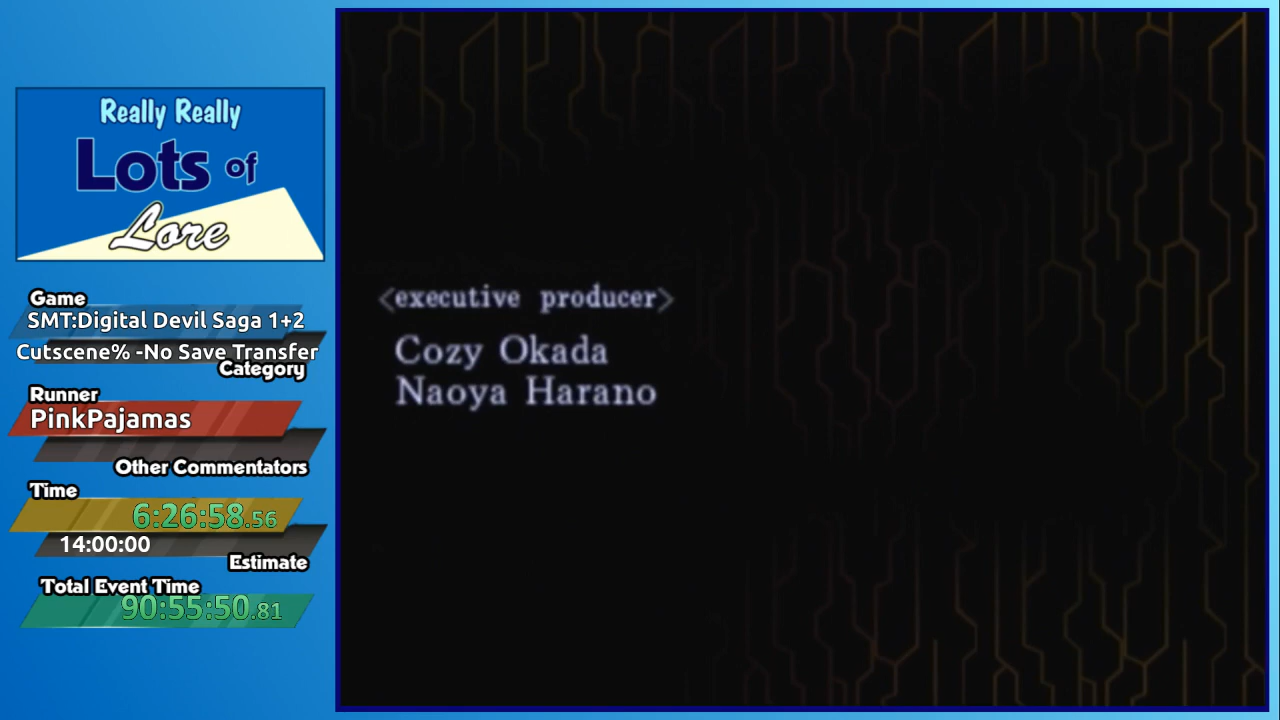 Really Really
Lots of
Lore
Game
SMT:Digital Devil Saga 1+2
Cutscene% -No Save Transfer
Category
Runner
PinkPajamas
Other Commentators
Time
6:26:58.56
14:00:00
Estimate
Total Event Time
90:55:50.81
<executive producer>
Cozy Okada
Naoya Harano